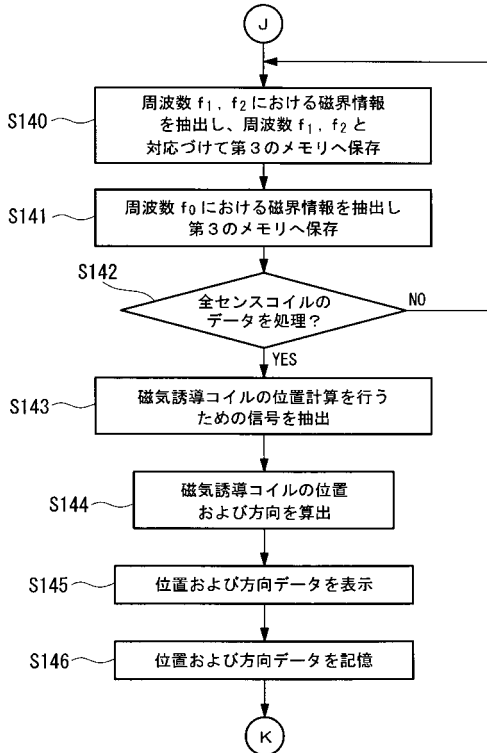 J
S140
周波数 f₁, f₂ における磁界情報
を抽出し、周波数 f₁, f₂ と
対応づけて第3のメモリへ保存
S141
周波数 f₀ における磁界情報を抽出し
第3のメモリへ保存
S142
全センスコイルの
データを処理?
NO
YES
S143
磁気誘導コイルの位置計算を行う
ための信号を抽出
S144
磁気誘導コイルの位置
および方向を算出
S145
位置および方向データを表示
S146
位置および方向データを記憶
K